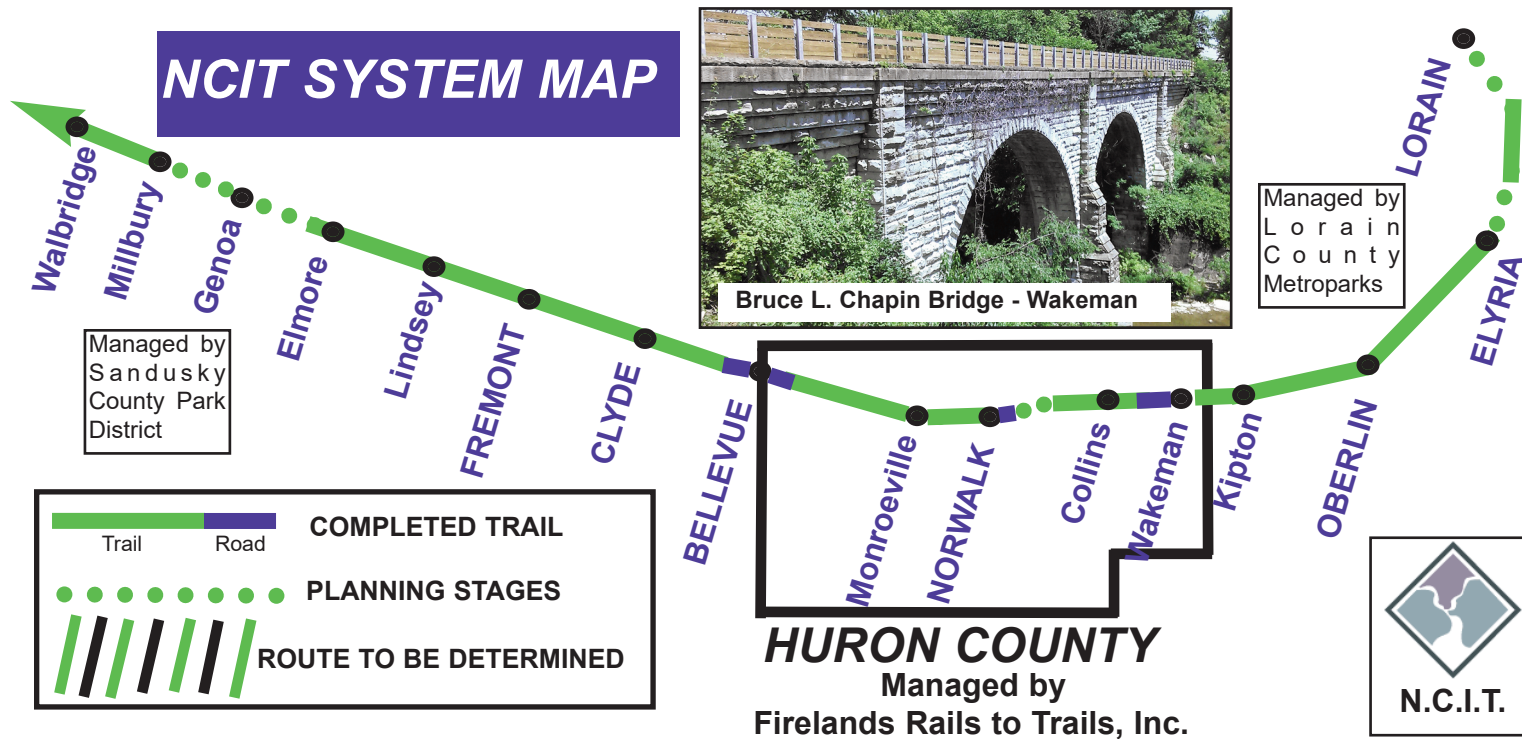 NCIT SYSTEM MAP
LORAIN
Walbridge
Millbury
Genoa
Elmore
Lindsey
FREMONT
CLYDE
BELLEVUE
Monroeville
NORWALK
Collins
Wakeman
Kipton
OBERLIN
ELYRIA
Bruce L. Chapin Bridge - Wakeman
Managed by
Lorain
County
Metroparks
Managed by
Sandusky
County Park
District
COMPLETED TRAIL
Trail
Road
PLANNING STAGES
ROUTE TO BE DETERMINED
HURON COUNTY
Managed by
Firelands Rails to Trails, Inc.
N.C.I.T.